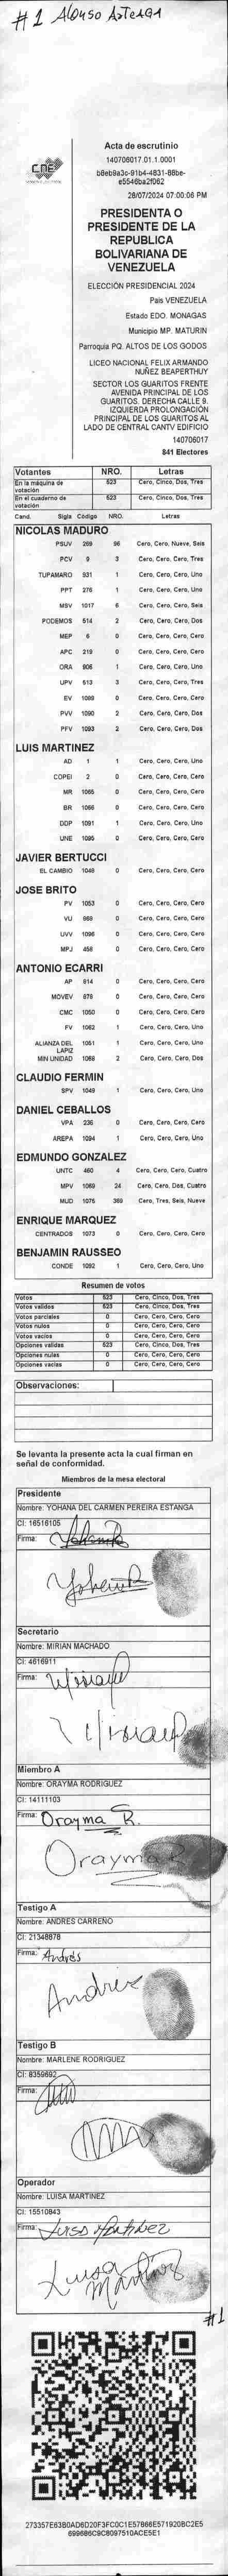 # 1 Alonso Arteaga
CNE
Acta de escrutinio
140706017.01.1.0001
b8eb9a3c-91b4-4831-88be-
e5546ba2f062
28/07/2024 07:00:06 PM
PRESIDENTA O
PRESIDENTE DE LA
REPUBLICA
BOLIVARIANA DE
VENEZUELA
ELECCIÓN PRESIDENCIAL 2024
País VENEZUELA
Estado EDO. MONAGAS
Municipio MP. MATURIN
Parroquia PQ. ALTOS DE LOS GODOS
LICEO NACIONAL FELIX ARMANDO
NUÑEZ BEAPERTHUY
SECTOR LOS GUARITOS FRENTE
AVENIDA PRINCIPAL DE LOS
GUARITOS. DERECHA CALLE 9.
IZQUIERDA PROLONGACIÓN
PRINCIPAL DE LOS GUARITOS AL
LADO DE CENTRAL CANTV EDIFICIO
140706017
841 Electores
Votantes NRO. Letras
En la máquina de votación 523 Cero, Cinco, Dos, Tres
En el cuaderno de votación 523 Cero, Cinco, Dos, Tres
Cand. Sigla Código NRO. Letras
NICOLAS MADURO
PSUV 269 96 Cero, Cero, Nueve, Seis
PCV 9 3 Cero, Cero, Cero, Tres
TUPAMARO 931 1 Cero, Cero, Cero, Uno
PPT 276 1 Cero, Cero, Cero, Uno
MSV 1017 6 Cero, Cero, Cero, Seis
PODEMOS 514 2 Cero, Cero, Cero, Dos
MEP 6 0 Cero, Cero, Cero, Cero
APC 219 0 Cero, Cero, Cero, Cero
ORA 906 1 Cero, Cero, Cero, Uno
UPV 613 3 Cero, Cero, Cero, Tres
EV 1089 0 Cero, Cero, Cero, Cero
PVV 1090 2 Cero, Cero, Cero, Dos
PFV 1093 2 Cero, Cero, Cero, Dos
LUIS MARTINEZ
AD 1 1 Cero, Cero, Cero, Uno
COPEI 2 0 Cero, Cero, Cero, Cero
MR 1065 0 Cero, Cero, Cero, Cero
BR 1066 0 Cero, Cero, Cero, Cero
DDP 1091 1 Cero, Cero, Cero, Uno
UNE 1095 0 Cero, Cero, Cero, Cero
JAVIER BERTUCCI
EL CAMBIO 1048 0 Cero, Cero, Cero, Cero
JOSE BRITO
PV 1053 0 Cero, Cero, Cero, Cero
VU 868 0 Cero, Cero, Cero, Cero
UVV 1096 0 Cero, Cero, Cero, Cero
MPJ 458 0 Cero, Cero, Cero, Cero
ANTONIO ECARRI
AP 814 0 Cero, Cero, Cero, Cero
MOVEV 879 0 Cero, Cero, Cero, Cero
CMC 1050 0 Cero, Cero, Cero, Cero
FV 1062 1 Cero, Cero, Cero, Uno
ALIANZA DEL LAPIZ 1051 1 Cero, Cero, Cero, Uno
MIN UNIDAD 1068 2 Cero, Cero, Cero, Dos
CLAUDIO FERMIN
SPV 1049 1 Cero, Cero, Cero, Uno
DANIEL CEBALLOS
VPA 236 0 Cero, Cero, Cero, Cero
AREPA 1094 1 Cero, Cero, Cero, Uno
EDMUNDO GONZALEZ
UNTC 460 4 Cero, Cero, Cero, Cuatro
MPV 1069 24 Cero, Cero, Dos, Cuatro
MUD 1076 369 Cero, Tres, Seis, Nueve
ENRIQUE MARQUEZ
CENTRADOS 1073 0 Cero, Cero, Cero, Cero
BENJAMIN RAUSSEO
CONDE 1092 1 Cero, Cero, Cero, Uno
Resumen de votos
Votos 523 Cero, Cinco, Dos, Tres
Votos validos 523 Cero, Cinco, Dos, Tres
Votos parciales 0 Cero, Cero, Cero, Cero
Votos nulos 0 Cero, Cero, Cero, Cero
Votos vacios 0 Cero, Cero, Cero, Cero
Opciones validas 523 Cero, Cinco, Dos, Tres
Opciones nulas 0 Cero, Cero, Cero, Cero
Opciones vacias 0 Cero, Cero, Cero, Cero
Observaciones:
Se levanta la presente acta la cual firman en
señal de conformidad.
Miembros de la mesa electoral
Presidente
Nombre: YOHANA DEL CARMEN PEREIRA ESTANGA
CI: 16516105
Firma:
Secretario
Nombre: MIRIAN MACHADO
CI: 4616911
Firma:
Miembro A
Nombre: ORAYMA RODRIGUEZ
CI: 14111103
Firma: Orayma R.
Orayma R
Testigo A
Nombre: ANDRES CARREÑO
CI: 21348878
Firma: Andrés
Andres
Testigo B
Nombre: MARLENE RODRIGUEZ
CI: 8359692
Firma:
Operador
Nombre: LUISA MARTINEZ
CI: 15510843
Firma: Luisa Martinez
Luisa
Martinez
#1
273357E63B0AD6D20F3FC0C1E57866E571920BC2E5
699686C9C8097510ACE5E1